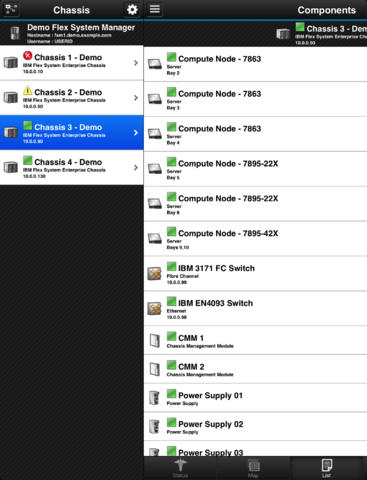 Chassis
Components
Demo Flex System Manager
Hostname : fsm1.demo.example.com
Username : USERID
Chassis 3 - Dem
IBM Flex System Enterprise Chas
10.0.0.90
Chassis 1 - Demo
IBM Flex System Enterprise Chassis
10.0.0.10
Chassis 2 - Demo
IBM Flex System Enterprise Chassis
10.0.0.50
Chassis 3 - Demo
IBM Flex System Enterprise Chassis
10.0.0.90
Chassis 4 - Demo
IBM Flex System Enterprise Chassis
10.0.0.130
Compute Node - 7863
Server
Bay 2
Compute Node - 7863
Server
Bay 3
Compute Node - 7863
Server
Bay 4
Compute Node - 7895-22X
Server
Bay 5
Compute Node - 7895-22X
Server
Bay 6
Compute Node - 7895-42X
Server
Bays 9,10
IBM 3171 FC Switch
Fibre Channel
10.0.0.99
IBM EN4093 Switch
Ethernet
10.0.0.98
CMM 1
Chassis Management Module
CMM 2
Chassis Management Module
Power Supply 01
Power Supply
Power Supply 02
Power Supply
Power Supply 03
Status
Map
List